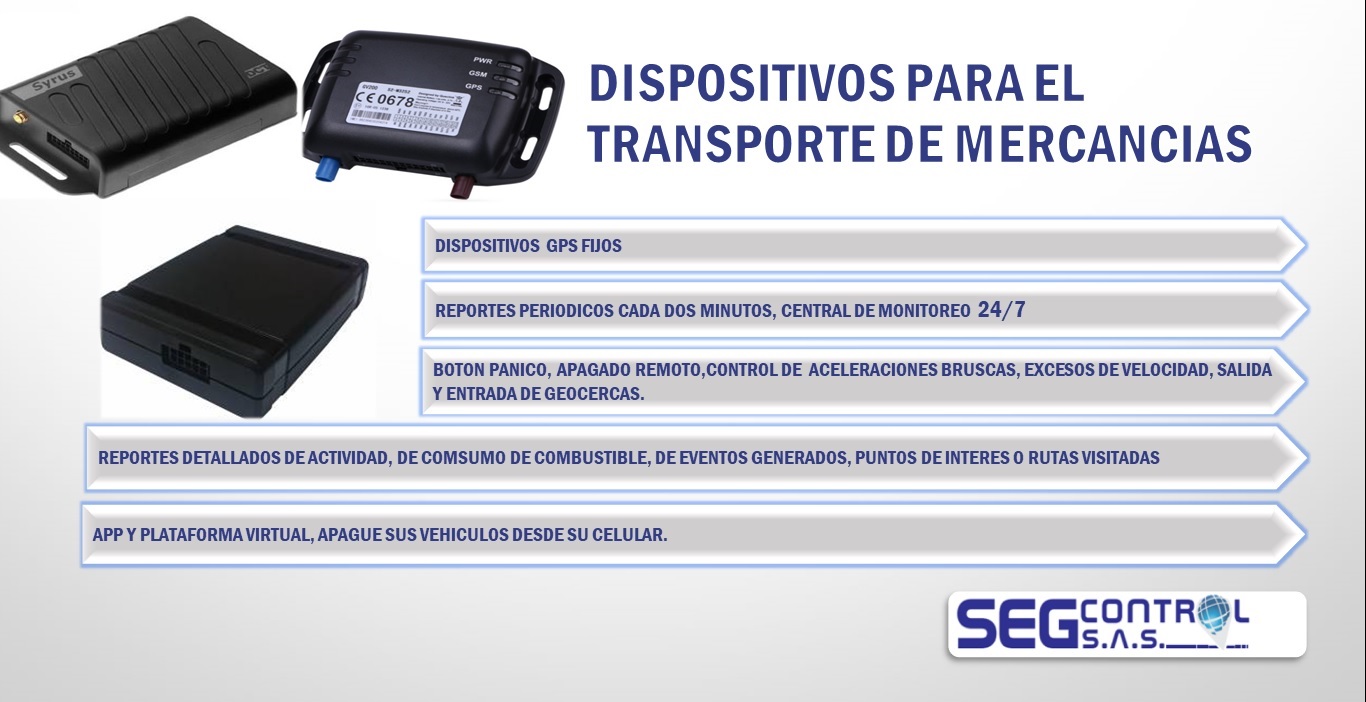 Syrus
DCT
PWR
GSM
GPS
GV200
CE 0678
DISPOSITIVOS PARA EL
TRANSPORTE DE MERCANCIAS
DISPOSITIVOS GPS FIJOS
REPORTES PERIODICOS CADA DOS MINUTOS, CENTRAL DE MONITOREO 24/7
BOTON PANICO, APAGADO REMOTO,CONTROL DE ACELERACIONES BRUSCAS, EXCESOS DE VELOCIDAD, SALIDA
Y ENTRADA DE GEOCERCAS.
REPORTES DETALLADOS DE ACTIVIDAD, DE COMSUMO DE COMBUSTIBLE, DE EVENTOS GENERADOS, PUNTOS DE INTERES O RUTAS VISITADAS
APP Y PLATAFORMA VIRTUAL, APAGUE SUS VEHICULOS DESDE SU CELULAR.
SEG CONTROL
S.A.S.